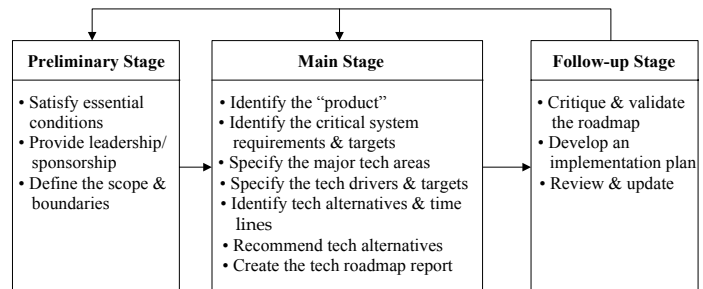 Preliminary Stage
• Satisfy essential
conditions
• Provide leadership/
sponsorship
• Define the scope &
boundaries
Main Stage
• Identify the “product”
• Identify the critical system
requirements & targets
• Specify the major tech areas
• Specify the tech drivers & targets
• Identify tech alternatives & time
lines
• Recommend tech alternatives
• Create the tech roadmap report
Follow-up Stage
• Critique & validate
the roadmap
• Develop an
implementation plan
• Review & update